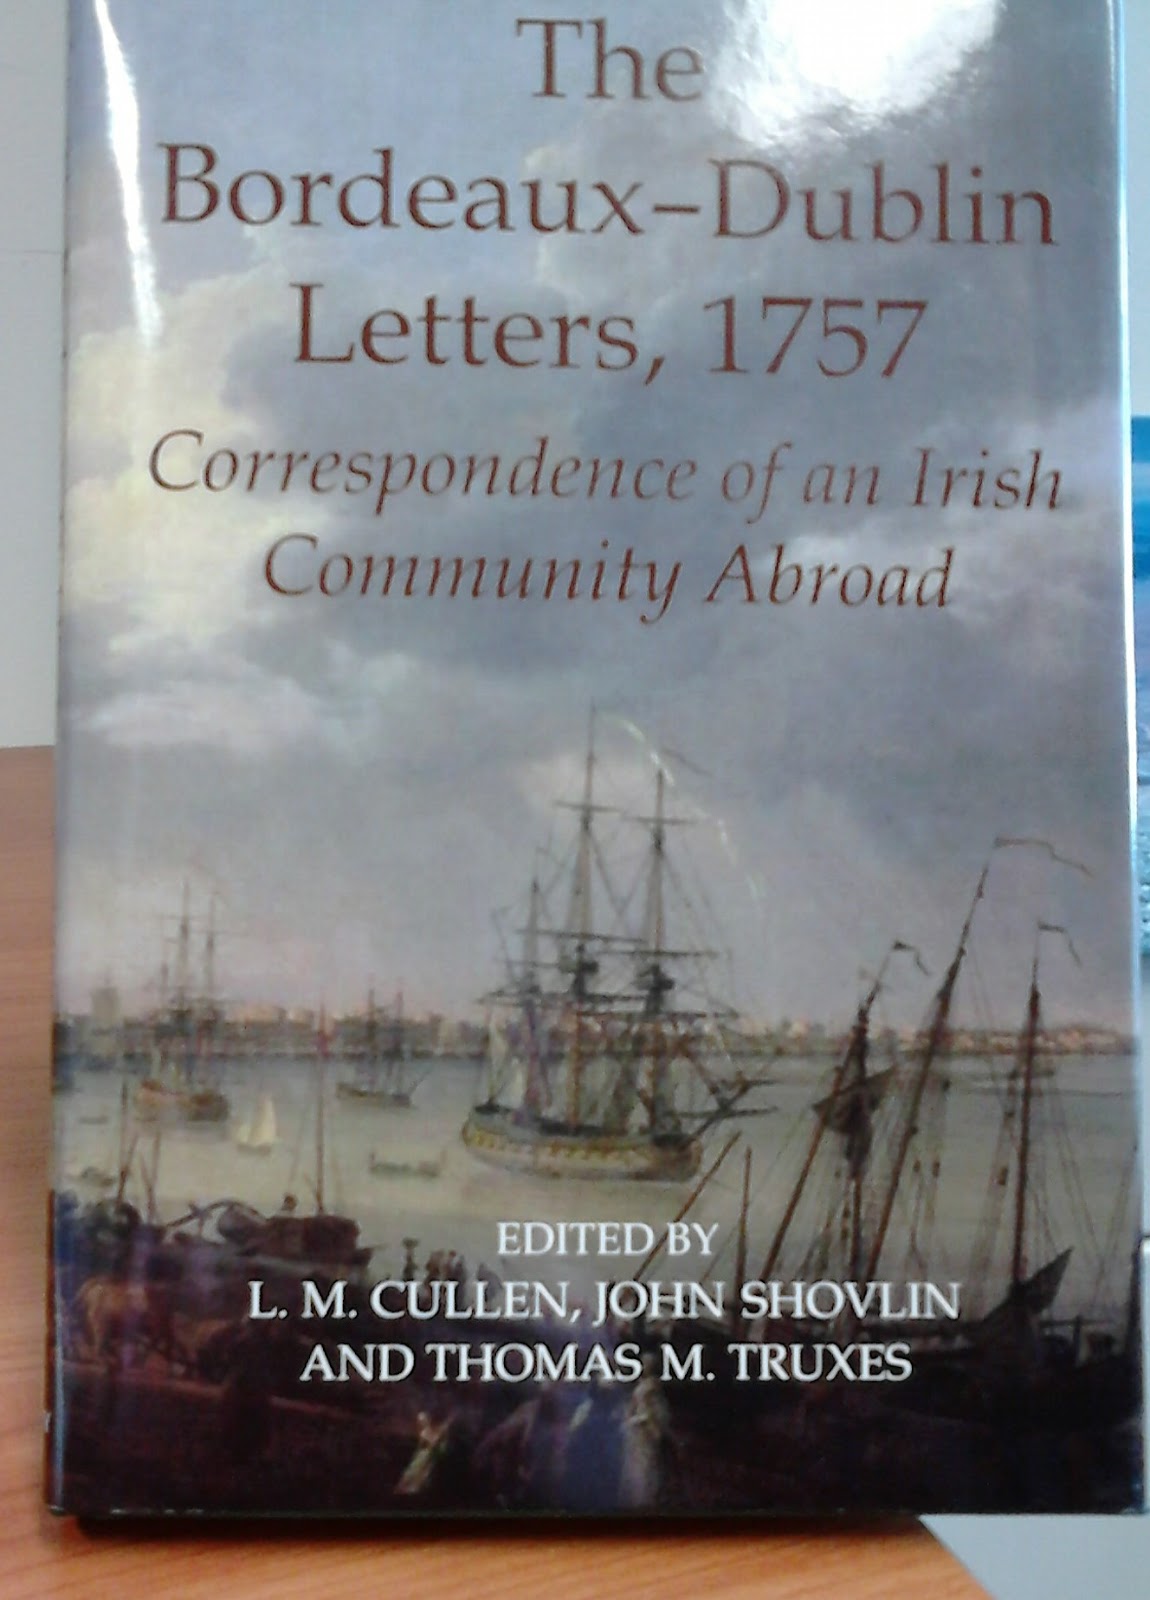 The
Bordeaux–Dublin
Letters, 1757
Correspondence of an Irish
Community Abroad
EDITED BY
L. M. CULLEN, JOHN SHOVLIN
AND THOMAS M. TRUXES